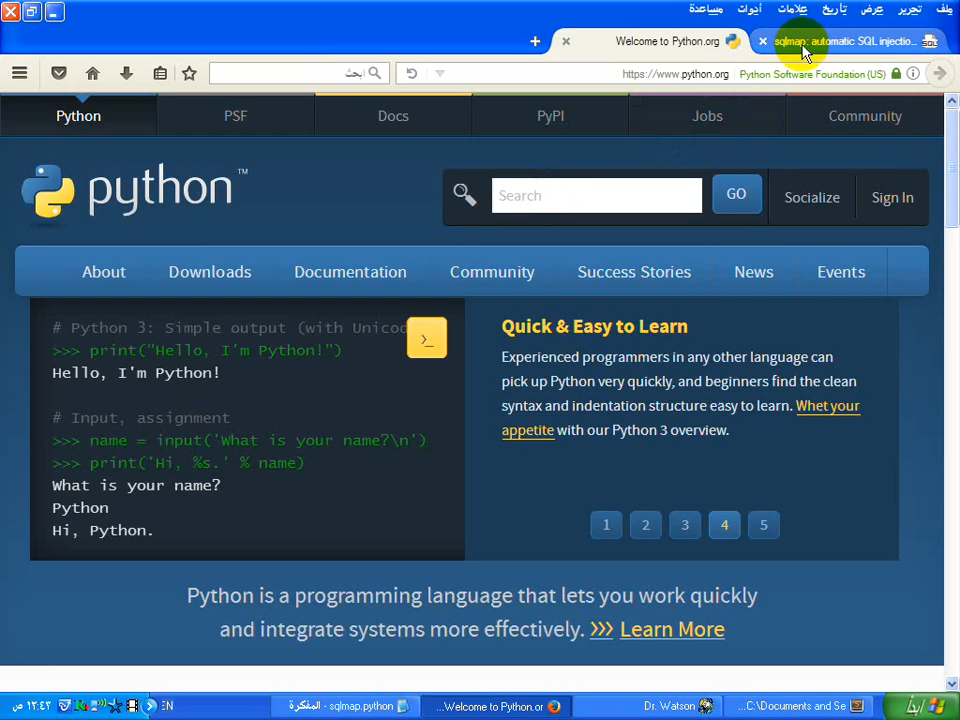 ملف تحرير عرض تاريخ علامات أدوات مساعدة
sqlmap: automatic SQL injectio...
Welcome to Python.org
https://www.python.org
Python Software Foundation (US)
بحث
Python PSF Docs PyPI Jobs Community
python™
Search
GO
Socialize
Sign In
About Downloads Documentation Community Success Stories News Events
# Python 3: Simple output (with Unicod
>>> print("Hello, I'm Python!")
Hello, I'm Python!
# Input, assignment
>>> name = input('What is your name?\n')
>>> print('Hi, %s.' % name)
What is your name?
Python
Hi, Python.
>_
Quick & Easy to Learn
Experienced programmers in any other language can
pick up Python very quickly, and beginners find the clean
syntax and indentation structure easy to learn. Whet your
appetite with our Python 3 overview.
1 2 3 4 5
Python is a programming language that lets you work quickly
and integrate systems more effectively. >>> Learn More
ابدأ
...C:\Documents and Se
Dr. Watson
...Welcome to Python.or
sqlmap.python - المفكرة
EN
١٢:٤٣ ص